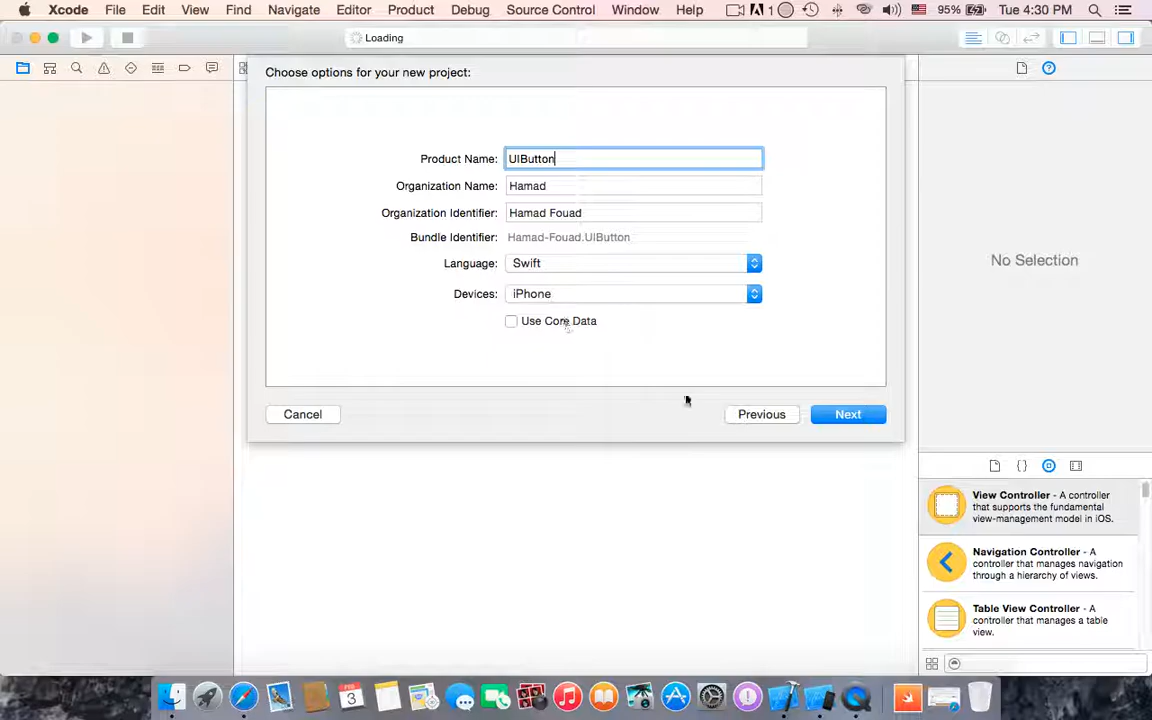 Xcode File Edit View Find Navigate Editor Product Debug Source Control Window Help 1 95% Tue 4:30 PM
Loading
Choose options for your new project:
Product Name: UIButton
Organization Name: Hamad
Organization Identifier: Hamad Fouad
Bundle Identifier: Hamad-Fouad.UIButton
Language: Swift
Devices: iPhone
Use Core Data
Cancel Previous Next
No Selection
View Controller - A controller
that supports the fundamental
view-management model in iOS.
Navigation Controller - A
controller that manages navigation
through a hierarchy of views.
Table View Controller - A
controller that manages a table
view.
3